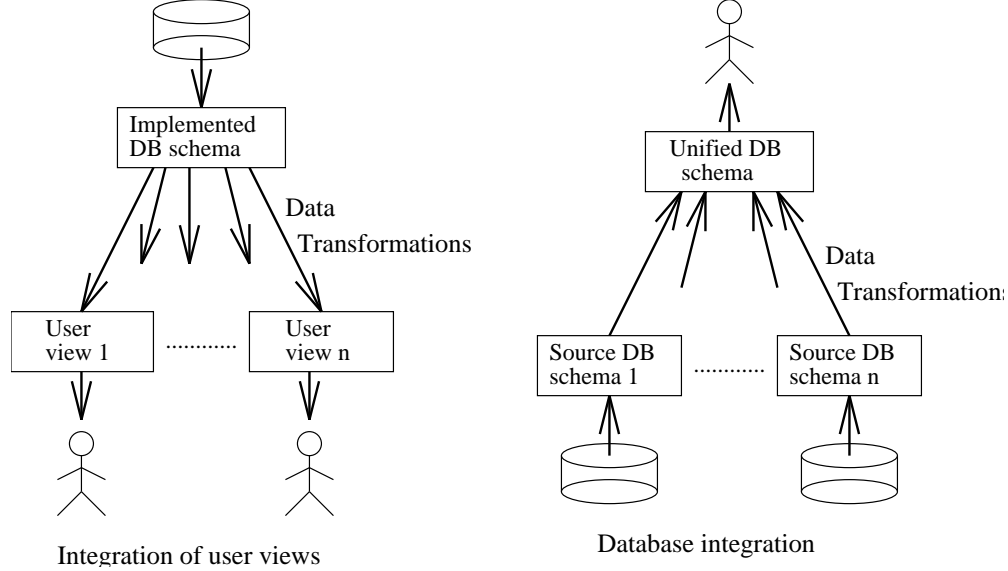 Implemented
DB schema
Data
Transformations
User
view 1
............
User
view n
Integration of user views
Unified DB
schema
Data
Transformations
Source DB
schema 1
............
Source DB
schema n
Database integration